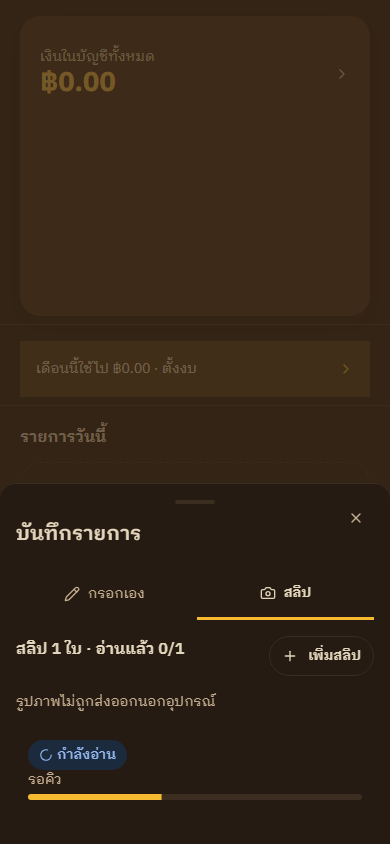 เงินในบัญชีทั้งหมด
฿0.00
เดือนนี้ใช้ไป ฿0.00 · ตั้งงบ
รายการวันนี้
บันทึกรายการ
กรอกเอง
สลิป
สลิป 1 ใบ · อ่านแล้ว 0/1
เพิ่มสลิป
รูปภาพไม่ถูกส่งออกนอกอุปกรณ์
กำลังอ่าน
รอคิว